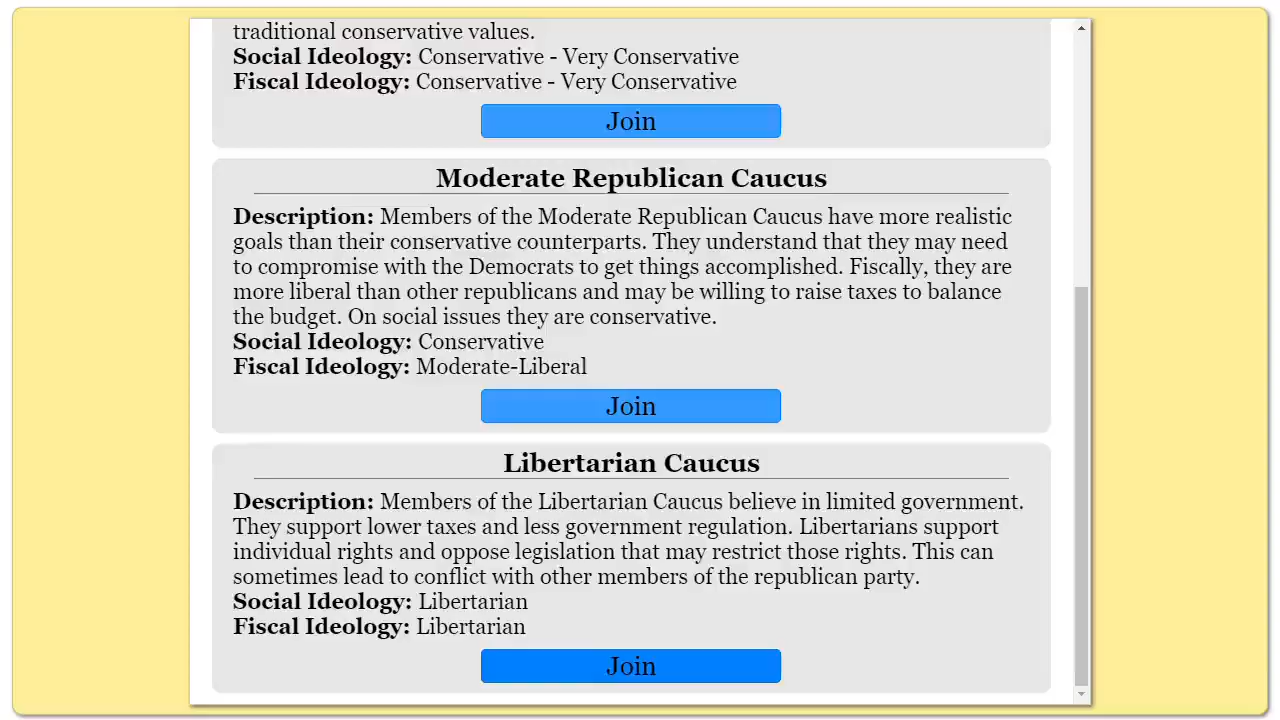 traditional conservative values.
Social Ideology: Conservative - Very Conservative
Fiscal Ideology: Conservative - Very Conservative
Join
Moderate Republican Caucus
Description: Members of the Moderate Republican Caucus have more realistic
goals than their conservative counterparts. They understand that they may need
to compromise with the Democrats to get things accomplished. Fiscally, they are
more liberal than other republicans and may be willing to raise taxes to balance
the budget. On social issues they are conservative.
Social Ideology: Conservative
Fiscal Ideology: Moderate-Liberal
Join
Libertarian Caucus
Description: Members of the Libertarian Caucus believe in limited government.
They support lower taxes and less government regulation. Libertarians support
individual rights and oppose legislation that may restrict those rights. This can
sometimes lead to conflict with other members of the republican party.
Social Ideology: Libertarian
Fiscal Ideology: Libertarian
Join